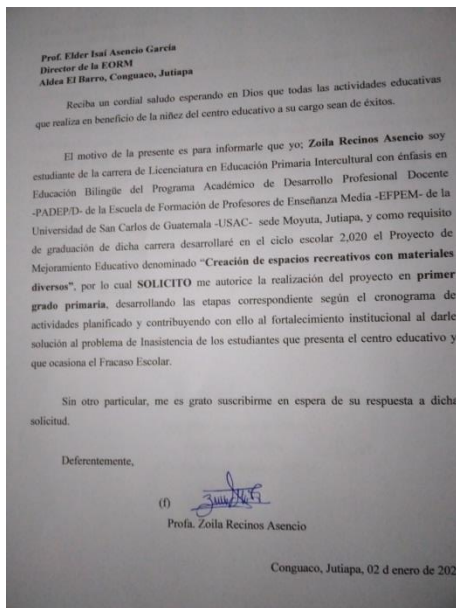 Prof. Elder Isaí Asencio García
Director de la EORM
Aldea El Barro, Conguaco, Jutiapa
Reciba un cordial saludo esperando en Dios que todas las actividades educativas
que realiza en beneficio de la niñez del centro educativo a su cargo sean de éxitos.
El motivo de la presente es para informarle que yo; Zoila Recinos Asencio soy
estudiante de la carrera de Licenciatura en Educación Primaria Intercultural con énfasis en
Educación Bilingüe del Programa Académico de Desarrollo Profesional Docente
-PADEP/D- de la Escuela de Formación de Profesores de Enseñanza Media -EFPEM- de la
Universidad de San Carlos de Guatemala -USAC- sede Moyuta, Jutiapa, y como requisito
de graduación de dicha carrera desarrollaré en el ciclo escolar 2,020 el Proyecto de
Mejoramiento Educativo denominado “Creación de espacios recreativos con materiales
diversos”, por lo cual SOLICITO me autorice la realización del proyecto en primer
grado primaria, desarrollando las etapas correspondiente según el cronograma de
actividades planificado y contribuyendo con ello al fortalecimiento institucional al darle
solución al problema de Inasistencia de los estudiantes que presenta el centro educativo y
que ocasiona el Fracaso Escolar.
Sin otro particular, me es grato suscribirme en espera de su respuesta a dicha
solicitud.
Deferentemente,
(f)
Profa. Zoila Recinos Asencio
Conguaco, Jutiapa, 02 d enero de 202